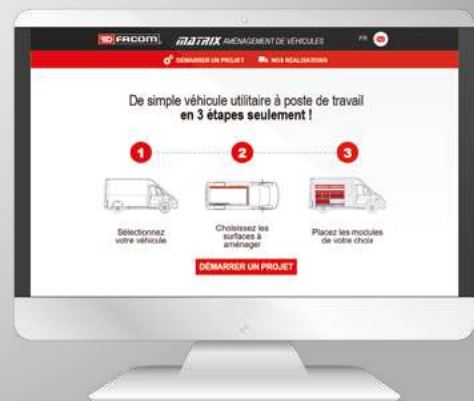 FACOM. MATRIX AMÉNAGEMENT DE VÉHICULES FR
DÉMARRER UN PROJET NOS RÉALISATIONS
De simple véhicule utilitaire à poste de travail
en 3 étapes seulement !
1 2 3
Sélectionnez
votre véhicule
Choisissez les
surfaces à
aménager
Placez les modules
de votre choix
DÉMARRER UN PROJET